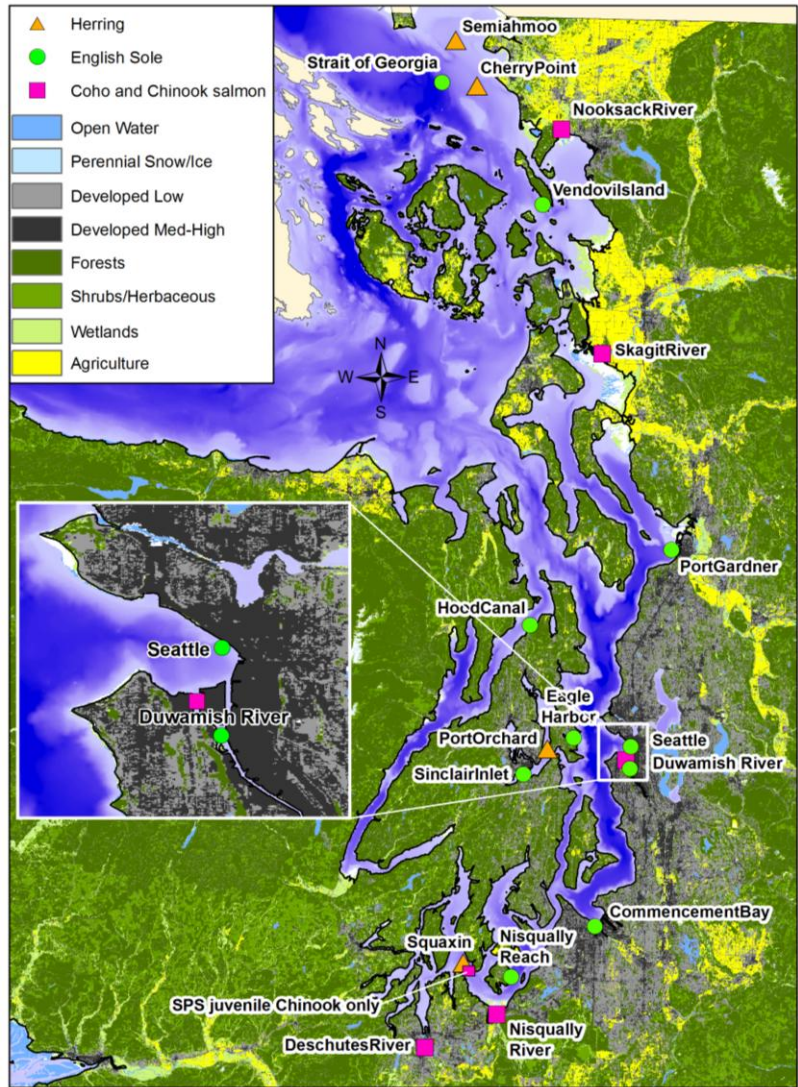 Herring
English Sole
Coho and Chinook salmon
Open Water
Perennial Snow/Ice
Developed Low
Developed Med-High
Forests
Shrubs/Herbaceous
Wetlands
Agriculture
Semiahmoo
Strait of Georgia
CherryPoint
NooksackRiver
VendoviIsland
SkagitRiver
N
W E
S
PortGardner
HoodCanal
Seattle
Duwamish River
Eagle
Harbor
PortOrchard
Seattle
SinclairInlet
Duwamish River
CommencementBay
Squaxin
Nisqually
Reach
SPS juvenile Chinook only
DeschutesRiver
Nisqually
River